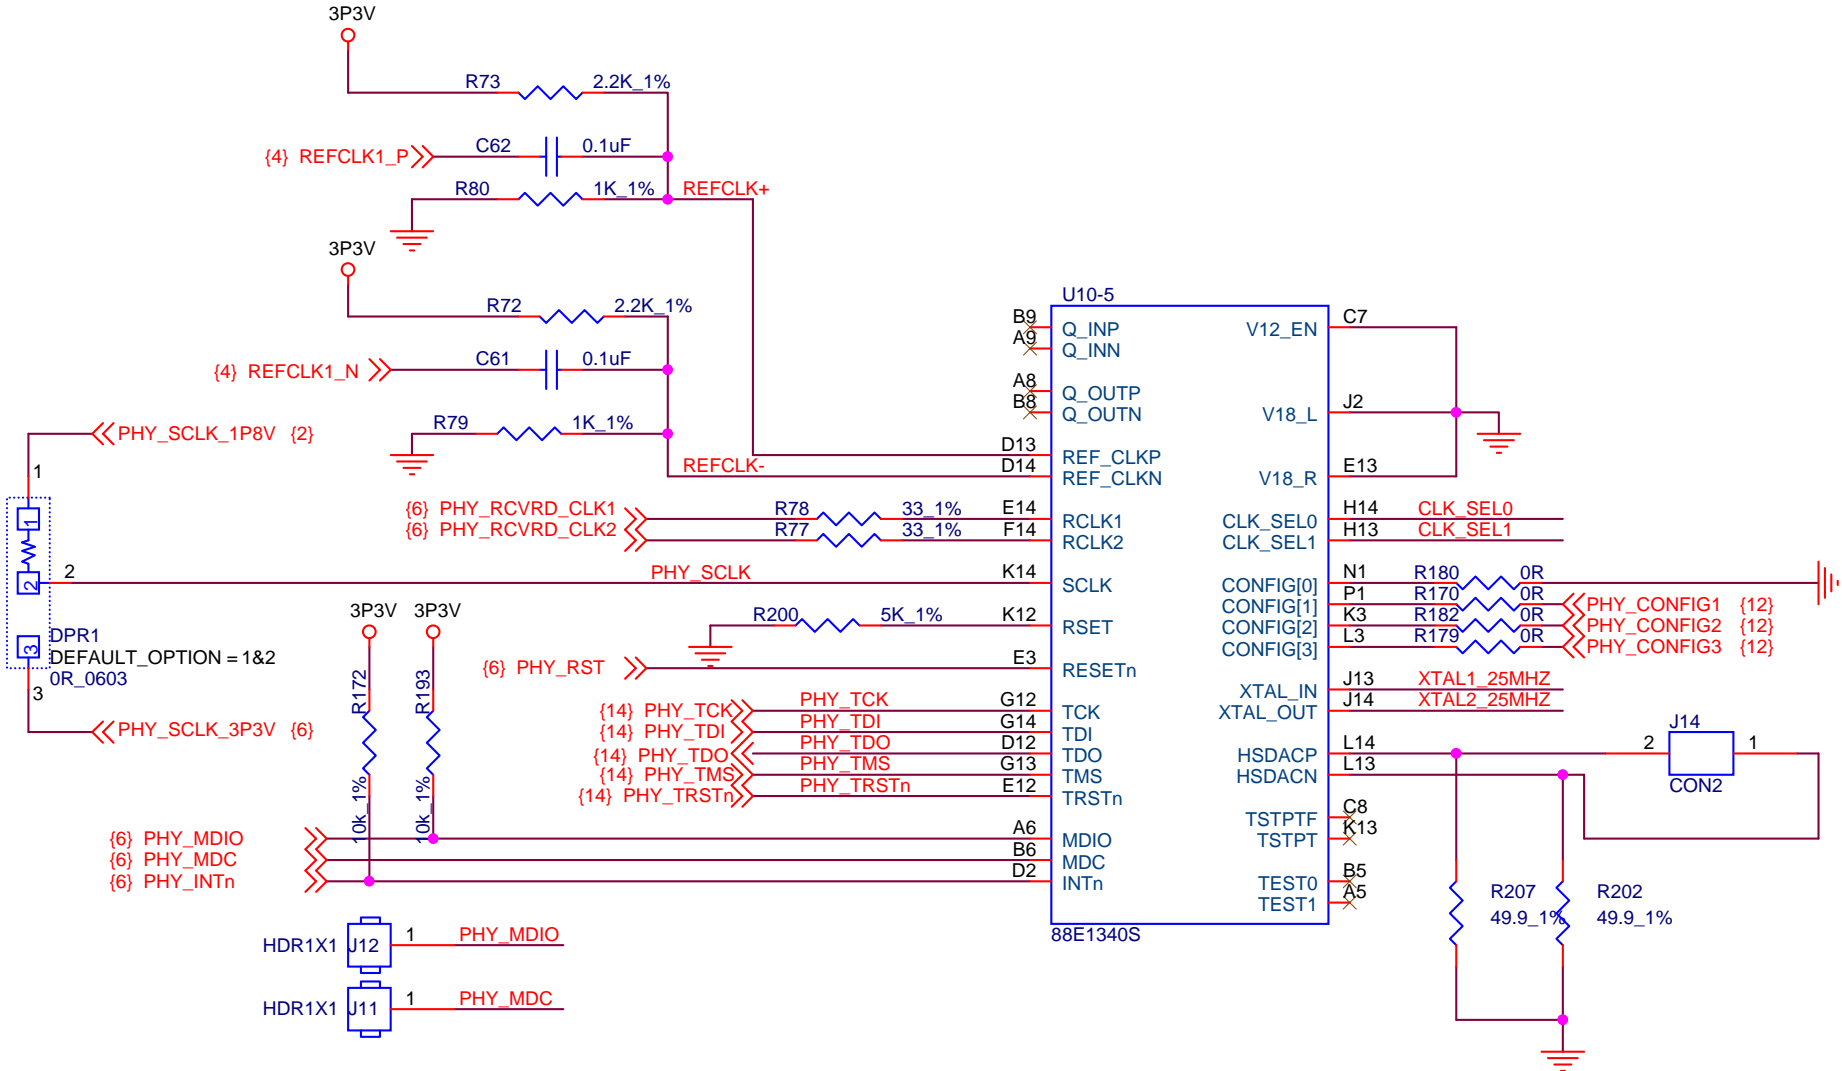 3P3V
R73 2.2K_1%
{4} REFCLK1_P C62 0.1uF
R80 1K_1% REFCLK+
3P3V
R72 2.2K_1%
{4} REFCLK1_N C61 0.1uF
R79 1K_1%
REFCLK-
PHY_SCLK_1P8V {2}
1
1
2
2
3
3
DPR1
DEFAULT_OPTION = 1&2
0R_0603
PHY_SCLK_3P3V {6}
{6} PHY_RCVRD_CLK1 R78 33_1%
{6} PHY_RCVRD_CLK2 R77 33_1%
PHY_SCLK
3P3V 3P3V
R172 10k_1%
R193 10k_1%
R200 5K_1%
{6} PHY_RST
{14} PHY_TCK PHY_TCK
{14} PHY_TDI PHY_TDI
{14} PHY_TDO PHY_TDO
{14} PHY_TMS PHY_TMS
{14} PHY_TRSTn PHY_TRSTn
{6} PHY_MDIO
{6} PHY_MDC
{6} PHY_INTn
HDR1X1 J12 1 PHY_MDIO
HDR1X1 J11 1 PHY_MDC
U10-5
B9 Q_INP
A9 Q_INN
A8 Q_OUTP
B8 Q_OUTN
D13 REF_CLKP
D14 REF_CLKN
E14 RCLK1
F14 RCLK2
K14 SCLK
K12 RSET
E3 RESETn
G12 TCK
G14 TDI
D12 TDO
G13 TMS
E12 TRSTn
A6 MDIO
B6 MDC
D2 INTn
88E1340S
V12_EN C7
V18_L J2
V18_R E13
CLK_SEL0 H14 CLK_SEL0
CLK_SEL1 H13 CLK_SEL1
CONFIG[0] N1 R180 0R
CONFIG[1] P1 R170 0R PHY_CONFIG1 {12}
CONFIG[2] K3 R182 0R PHY_CONFIG2 {12}
CONFIG[3] L3 R179 0R PHY_CONFIG3 {12}
XTAL_IN J13 XTAL1_25MHZ
XTAL_OUT J14 XTAL2_25MHZ
HSDACP L14
HSDACN L13
J14
2 1
CON2
TSTPTF C8
TSTPT K13
TEST0 B5
TEST1 A5
R207
49.9_1%
R202
49.9_1%